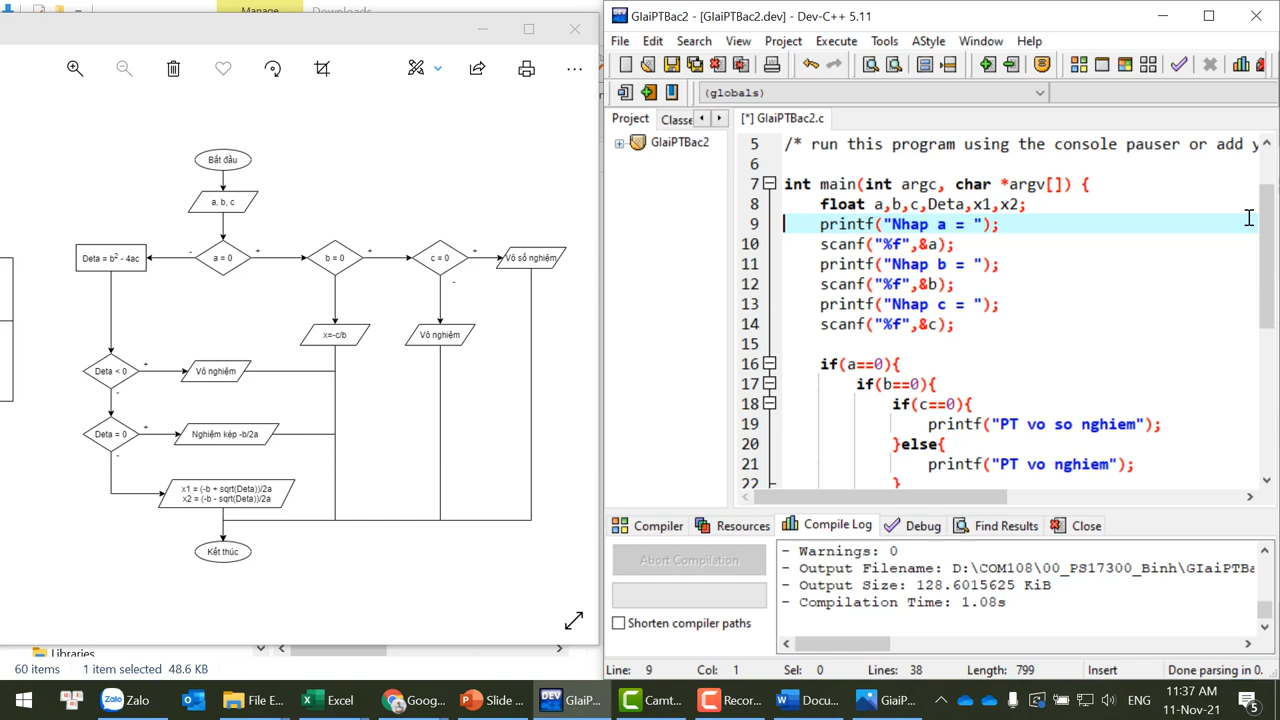 Manage
Downloads
Bắt đầu
a, b, c
Deta = b² - 4ac
-
a = 0
+
b = 0
+
c = 0
+
Vô số nghiệm
-
-
x=-c/b
Vô nghiệm
Deta < 0
+
Vô nghiệm
-
Deta = 0
+
Nghiệm kép -b/2a
-
x1 = (-b + sqrt(Deta))/2a
x2 = (-b - sqrt(Deta))/2a
Kết thúc
Libraries
60 items 1 item selected 48.6 KB
GIaiPTBac2 - [GIaiPTBac2.dev] - Dev-C++ 5.11
File Edit Search View Project Execute Tools AStyle Window Help
(globals)
Project Classe
[*] GIaiPTBac2.c
GIaiPTBac2
5 /* run this program using the console pauser or add y
6
7 int main(int argc, char *argv[]) {
8 float a,b,c,Deta,x1,x2;
9 printf("Nhap a = ");
10 scanf("%f",&a);
11 printf("Nhap b = ");
12 scanf("%f",&b);
13 printf("Nhap c = ");
14 scanf("%f",&c);
15
16 if(a==0){
17 if(b==0){
18 if(c==0){
19 printf("PT vo so nghiem");
20 }else{
21 printf("PT vo nghiem");
22 }
Compiler Resources Compile Log Debug Find Results Close
Abort Compilation
Shorten compiler paths
- Warnings: 0
- Output Filename: D:\COM108\00_PS17300_Binh\GIaiPTBa
- Output Size: 128.6015625 KiB
- Compilation Time: 1.08s
Line: 9 Col: 1 Sel: 0 Lines: 38 Length: 799 Insert Done parsing in 0.
Zalo File E... Excel Goog... Slide ... GIaiP... Camt... Recor... Docu... GiaiP...
ENG
11:37 AM
11-Nov-21
5